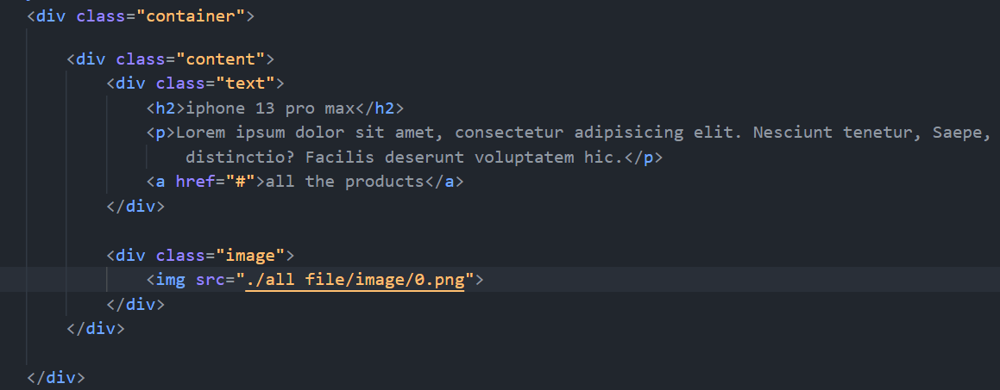 <div class="container">
<div class="content">
<div class="text">
<h2>iphone 13 pro max</h2>
<p>Lorem ipsum dolor sit amet, consectetur adipisicing elit. Nesciunt tenetur, Saepe,
distinctio? Facilis deserunt voluptatem hic.</p>
<a href="#">all the products</a>
</div>
<div class="image">
<img src="./all file/image/0.png">
</div>
</div>
</div>